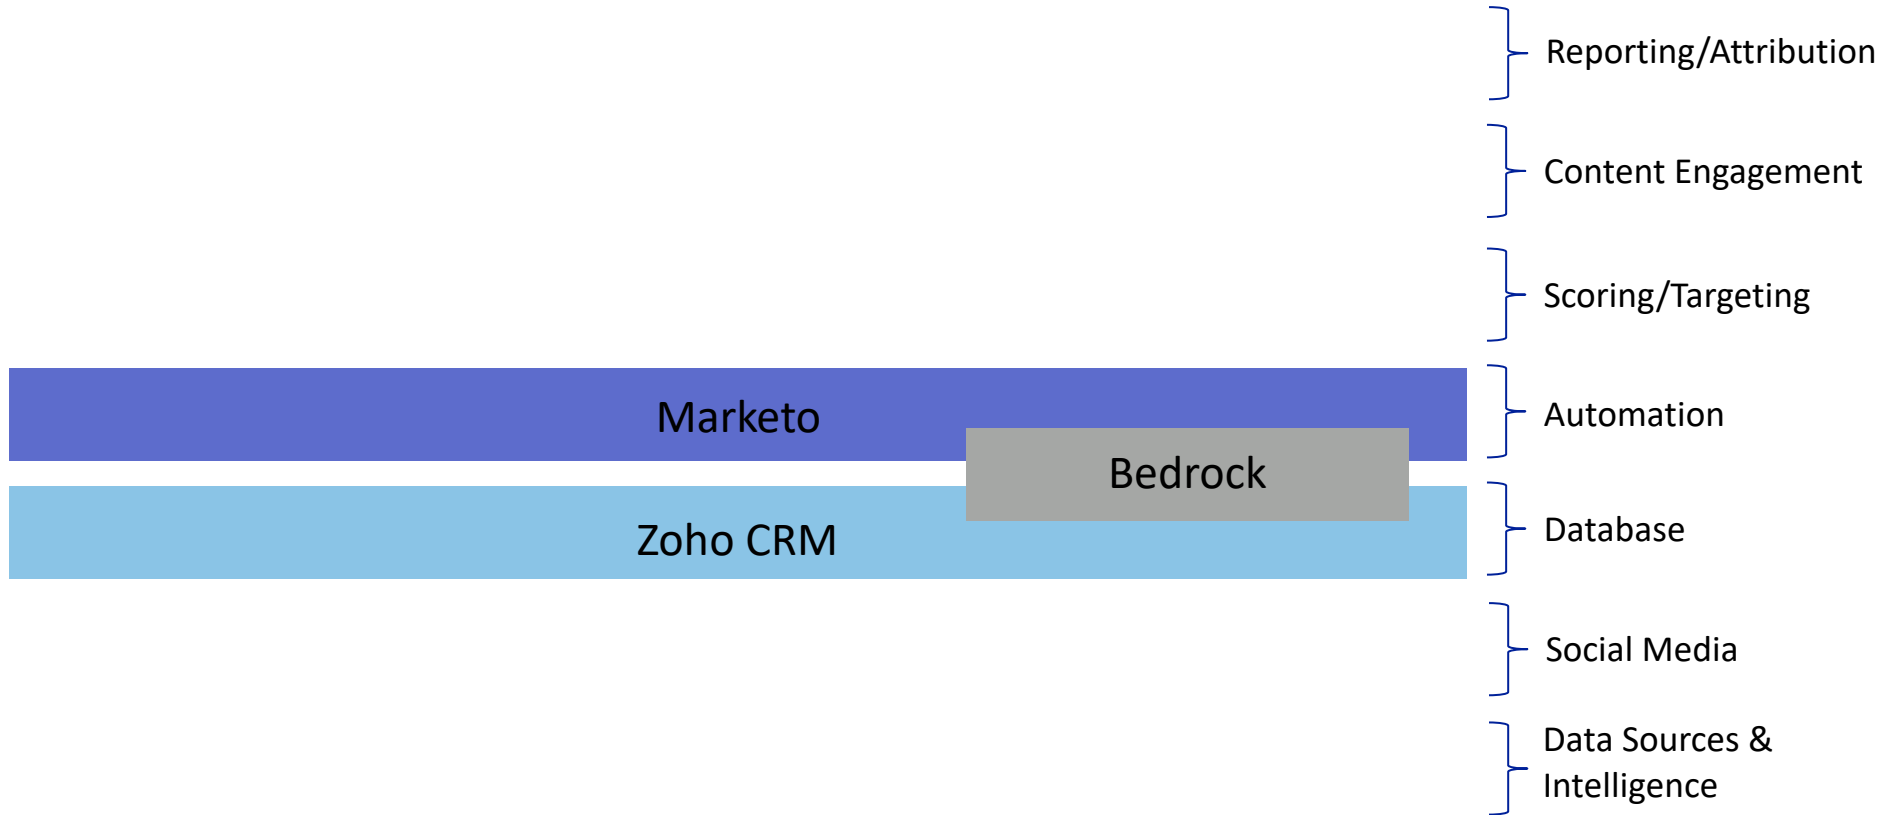 Reporting/Attribution
Content Engagement
Scoring/Targeting
Marketo
Automation
Bedrock
Zoho CRM
Database
Social Media
Data Sources &
Intelligence